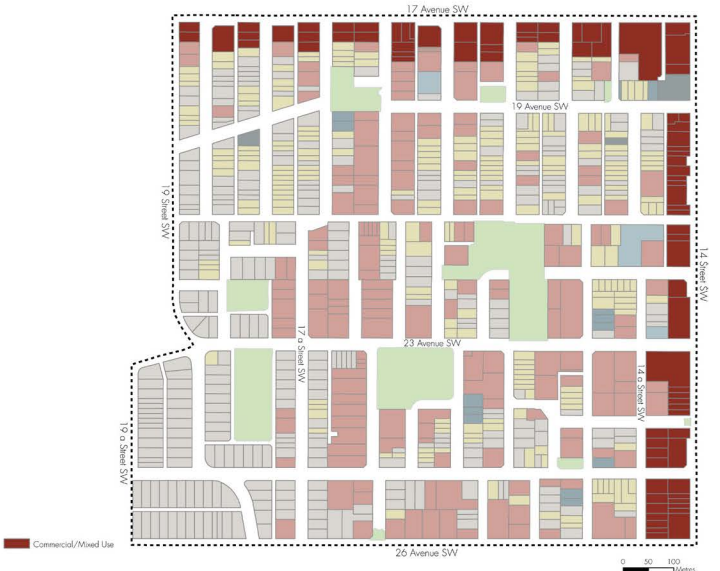 17 Avenue SW
19 Avenue SW
19 Street SW
14 Street SW
17 a Street SW
23 Avenue SW
14 a Street SW
19 a Street SW
Commercial/Mixed Use
26 Avenue SW
0 50 100
Metres